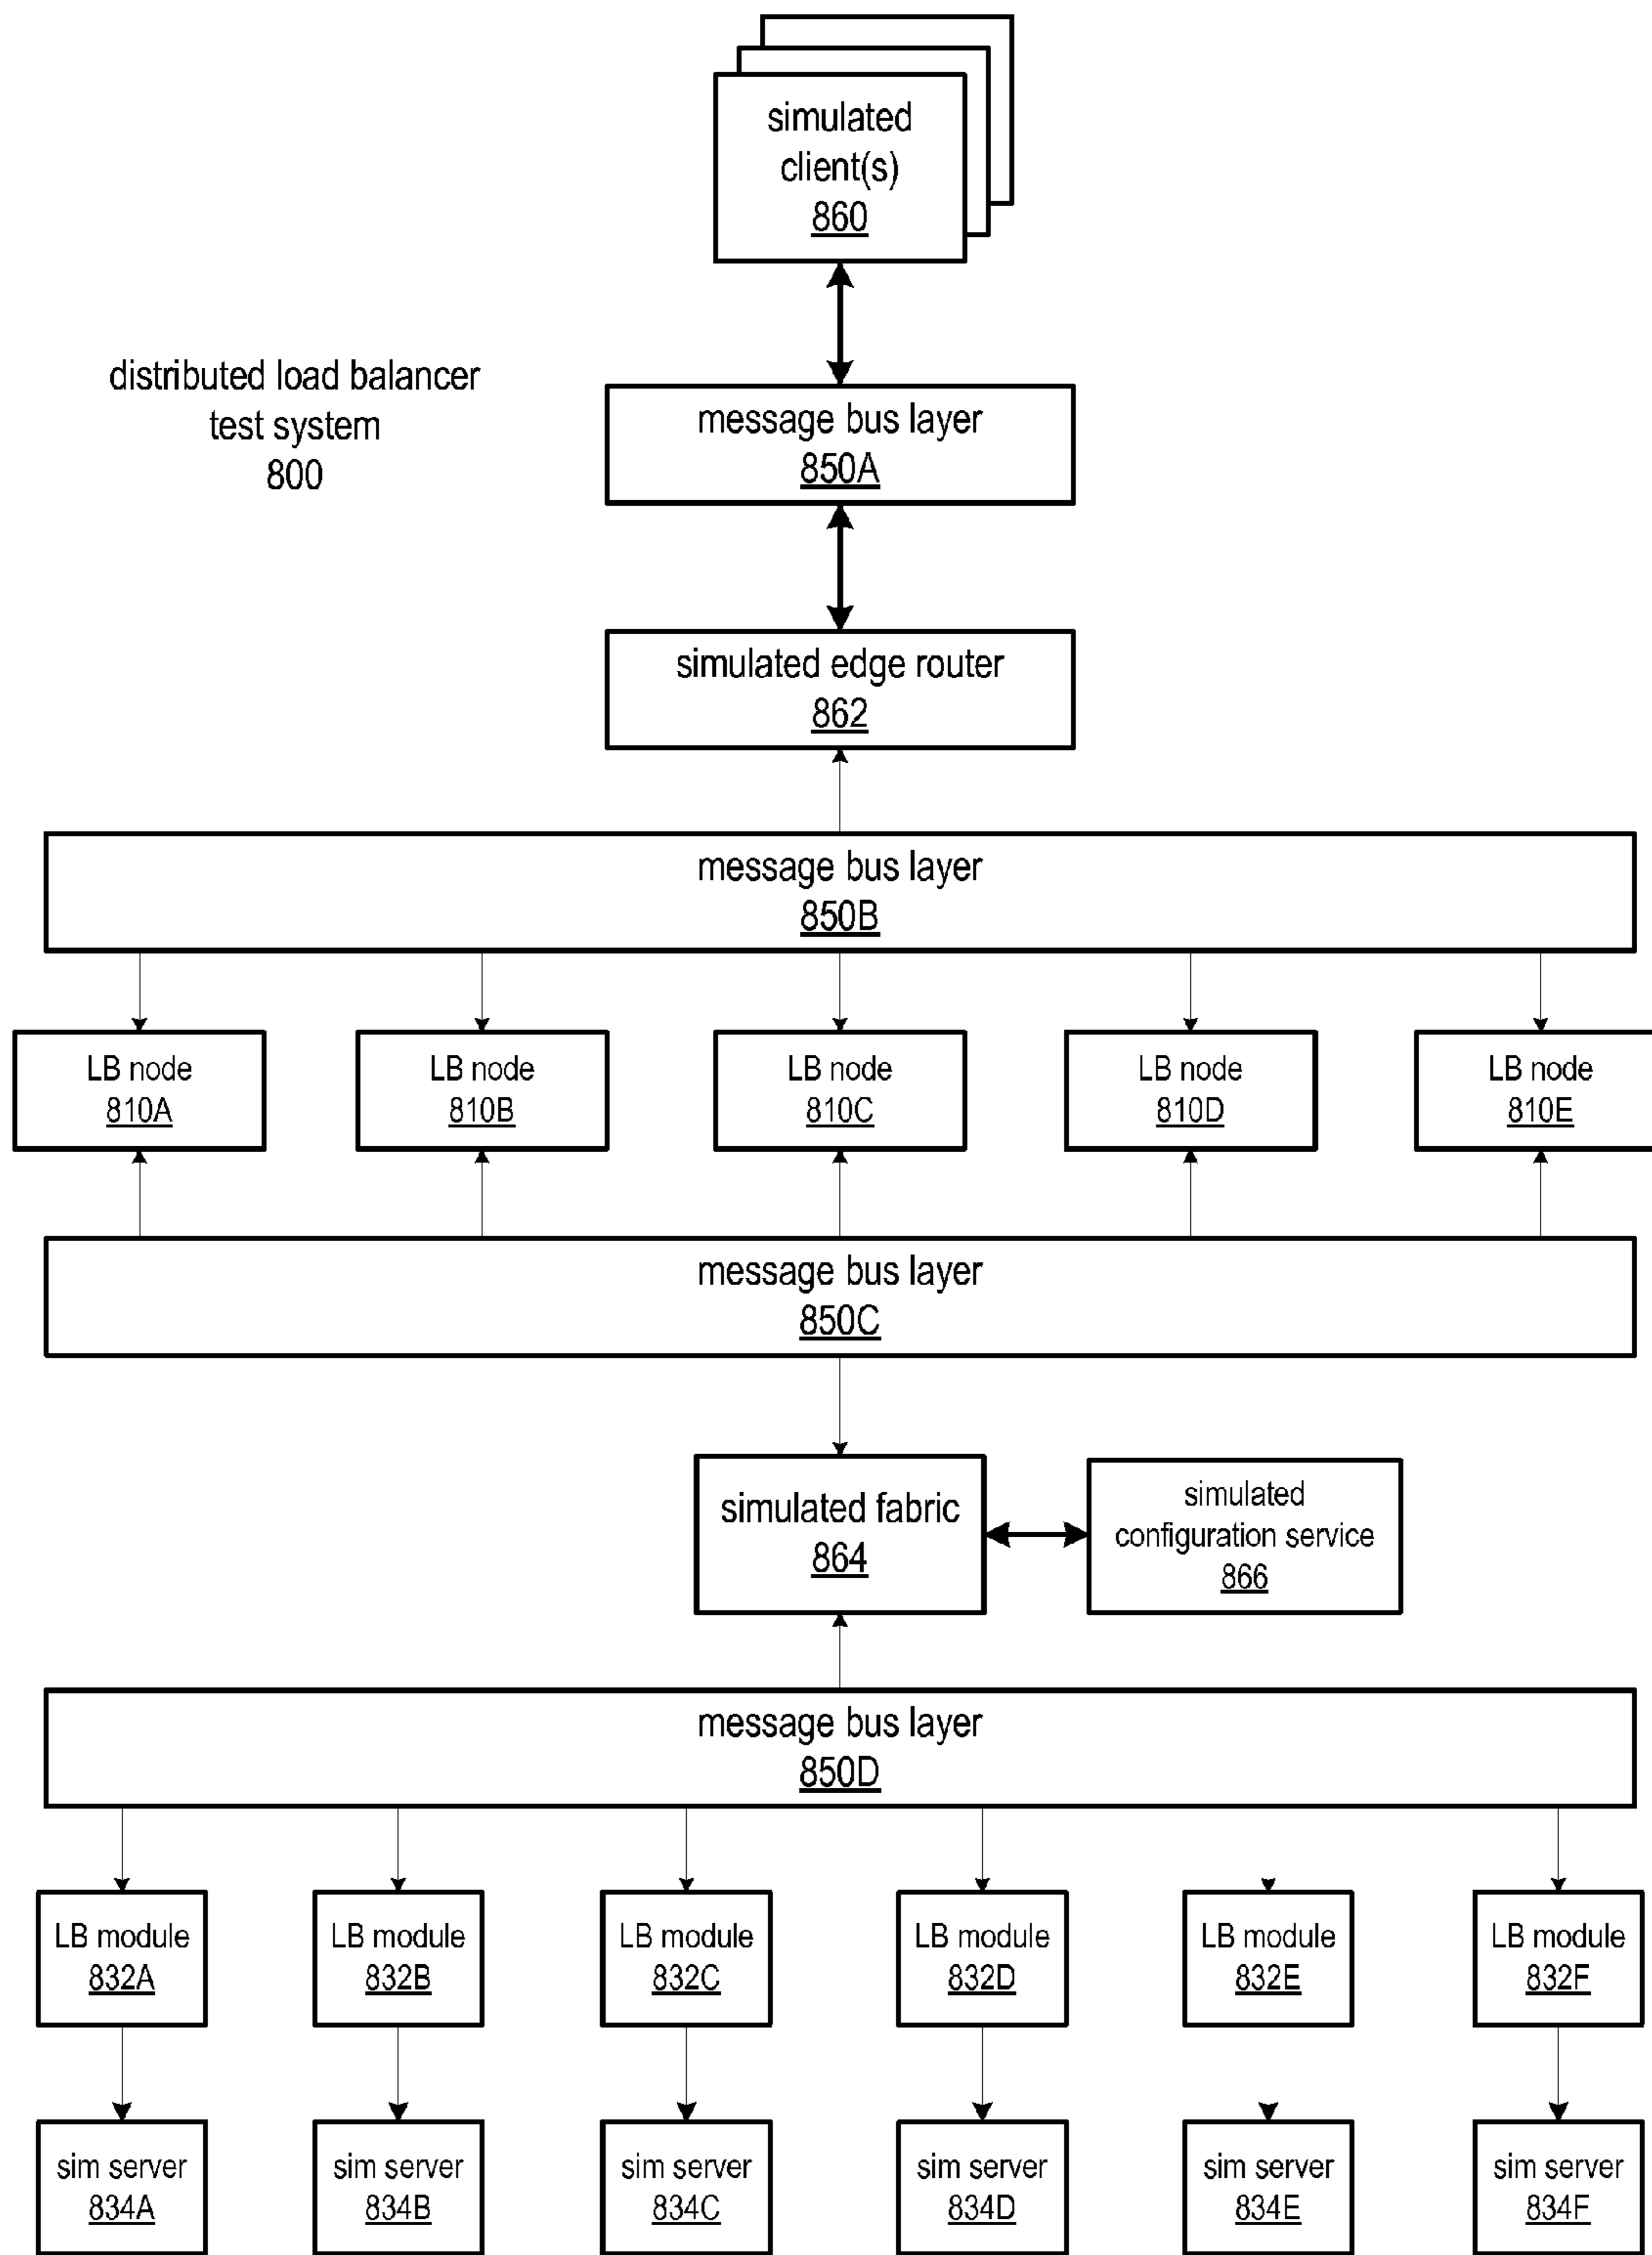 simulated
client(s)
860
distributed load balancer
test system
800
message bus layer
850A
simulated edge router
862
message bus layer
850B
LB node
810A
LB node
810B
LB node
810C
LB node
810D
LB node
810E
message bus layer
850C
simulated fabric
864
simulated
configuration service
866
message bus layer
850D
LB module
832A
LB module
832B
LB module
832C
LB module
832D
LB module
832E
LB module
832F
sim server
834A
sim server
834B
sim server
834C
sim server
834D
sim server
834E
sim server
834F